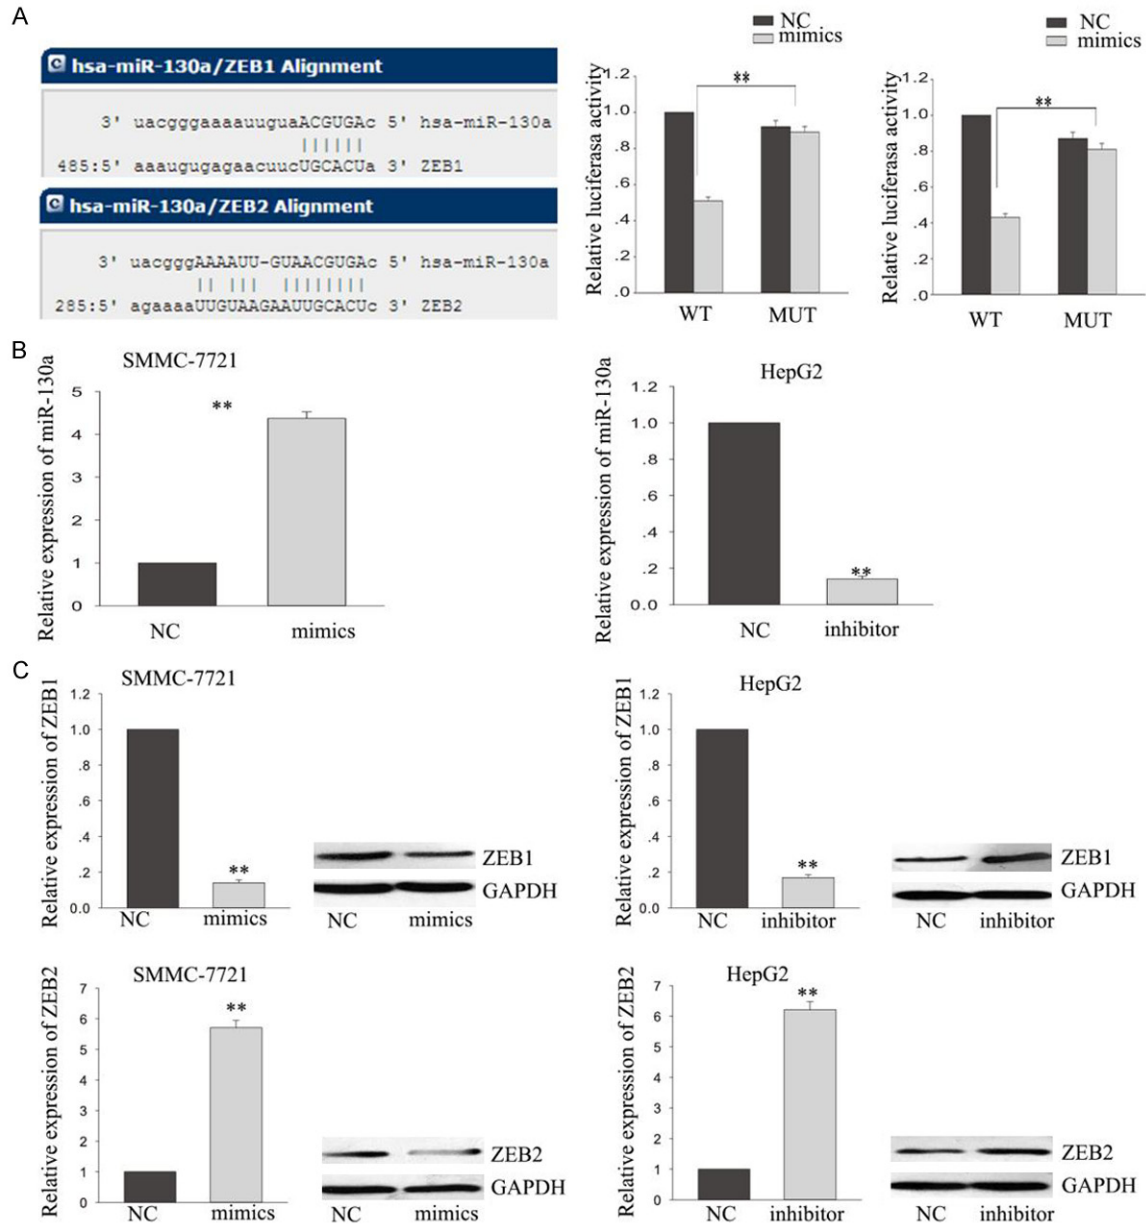 A
hsa-miR-130a/ZEB1 Alignment
3' uacgggaaaauuguaACGUGAc 5' hsa-miR-130a
485:5' aaaugugagaacuucUGCACUa 3' ZEB1
hsa-miR-130a/ZEB2 Alignment
3' uacgggAAAAUU-GUAACGUGAc 5' hsa-miR-130a
285:5' agaaaaUUGUAAGAAUUGCACUc 3' ZEB2
NC
mimics
Relative luciferasa activity
1.2
1.0
.8
.6
.4
.2
.0
**
WT MUT
NC
mimics
Relative luciferasa activity
1.2
1.0
.8
.6
.4
.2
0.0
**
WT MUT
B
SMMC-7721
Relative expression of miR-130a
5
4
3
2
1
0
**
NC mimics
HepG2
Relative expression of miR-130a
1.2
1.0
.8
.6
.4
.2
0.0
**
NC inhibitor
C
SMMC-7721
Relative expression of ZEB1
1.2
1.0
.8
.6
.4
.2
0.0
**
NC mimics
ZEB1
GAPDH
NC mimics
HepG2
Relative expression of ZEB1
1.2
1.0
.8
.6
.4
.2
0.0
**
NC inhibitor
ZEB1
GAPDH
NC inhibitor
SMMC-7721
Relative expression of ZEB2
7
6
5
4
3
2
1
0
**
NC mimics
ZEB2
GAPDH
NC mimics
HepG2
Relative expression of ZEB2
7
6
5
4
3
2
1
0
**
NC inhibitor
ZEB2
GAPDH
NC inhibitor